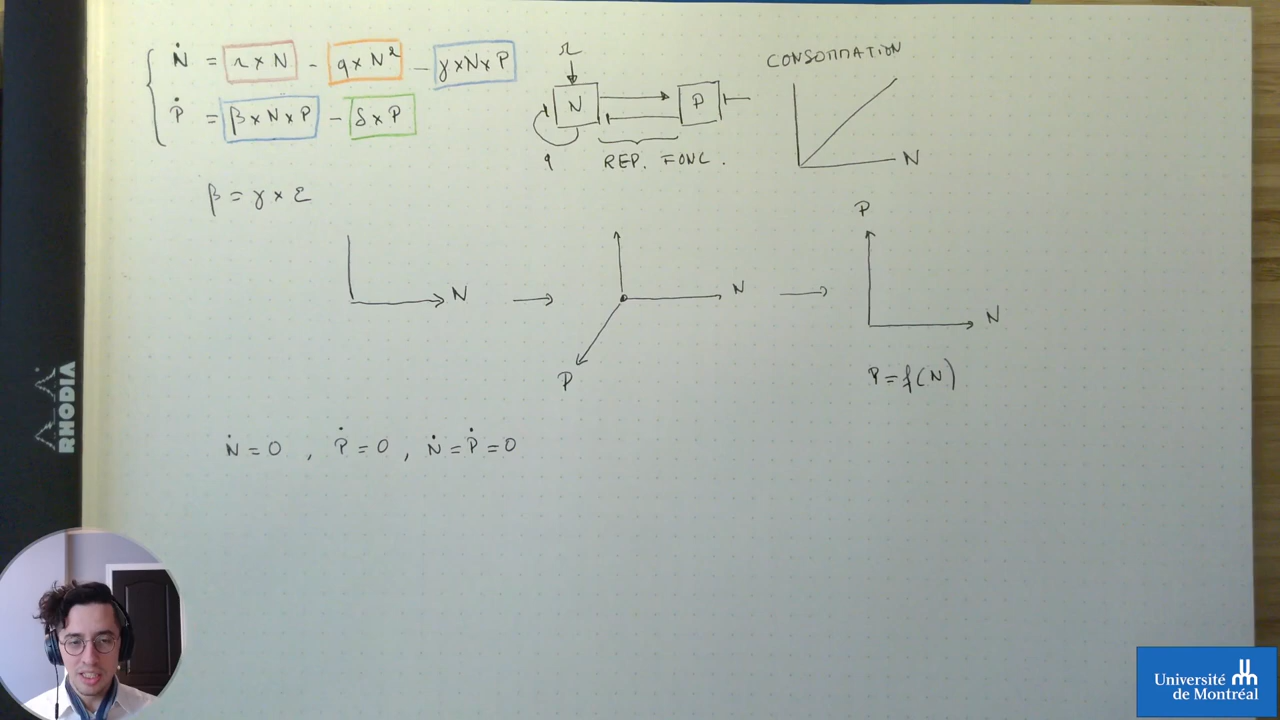 Ṅ = r × N - q × N² - γ × N × P
Ṗ = β × N × P - δ × P
β = γ × ε
r
N
P
q
REP. FONC.
CONSOMMATION
N
N
N
P
P
N
P = f(N)
Ṅ = 0 , Ṗ = 0 , Ṅ = Ṗ = 0
RHODIA
Université
de Montréal